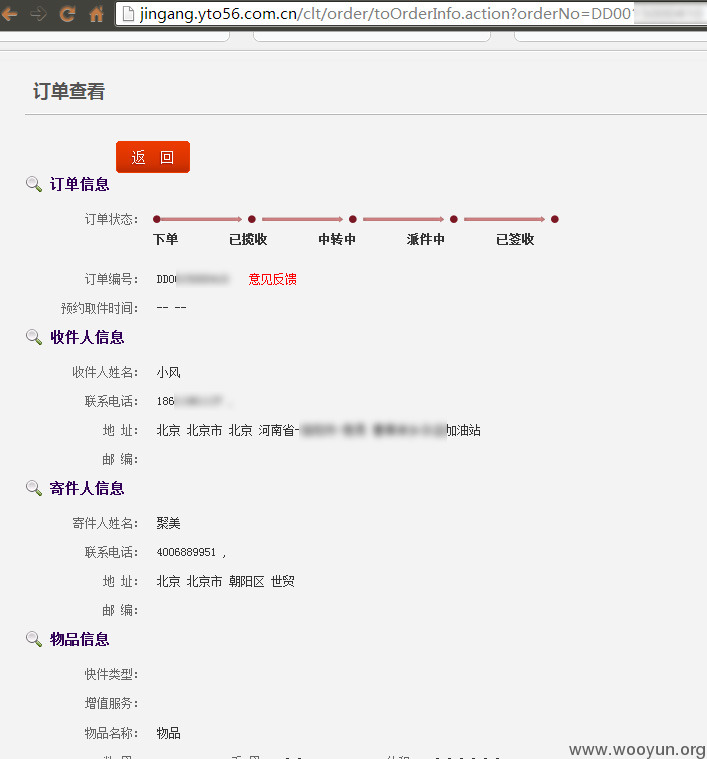 jingang.yto56.com.cn/clt/order/toOrderInfo.action?orderNo=DD00
订单查看
返 回
订单信息
订单状态:
下单 已揽收 中转中 派件中 已签收
订单编号: DD0 意见反馈
预约取件时间: -- --
收件人信息
收件人姓名: 小风
联系电话: 186
地 址: 北京 北京市 北京 河南省- 加油站
邮 编:
寄件人信息
寄件人姓名: 聚美
联系电话: 4006889951 ,
地 址: 北京 北京市 朝阳区 世贸
邮 编:
物品信息
快件类型:
增值服务:
物品名称: 物品
www.wooyun.org